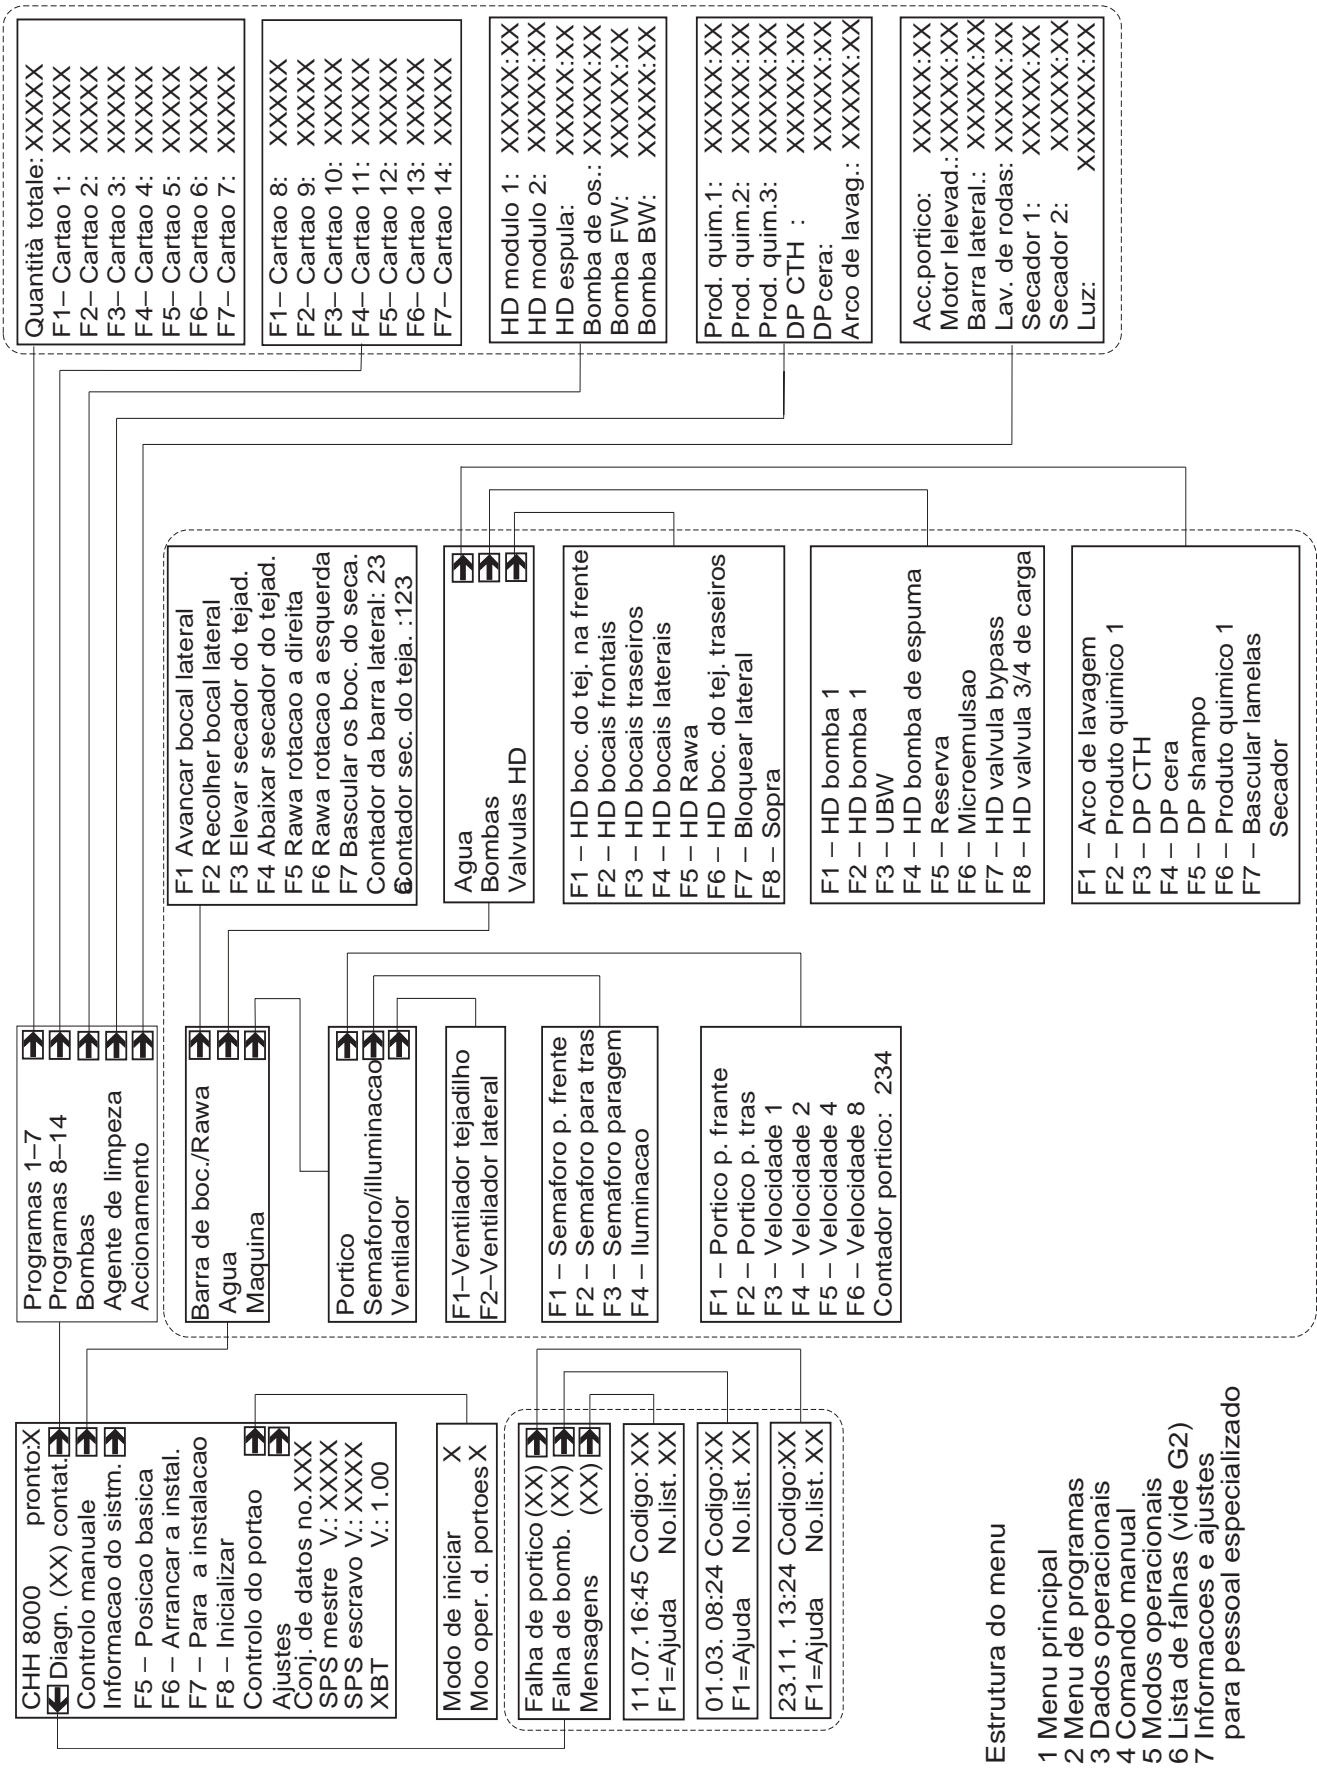 CHH 8000 pronto:X
Diagn. (XX) contat.
Controlo manuale
Informacao do sistm.
F5 – Posicao basica
F6 – Arrancar a instal.
F7 – Para a instalacao
F8 – Inicializar
Controlo do portao
Ajustes
Conj. de datos no.XXX
SPS mestre V.: XXXX
SPS escravo V.: XXXX
XBT V.: 1.00
Modo de iniciar X
Moo oper. d. portoes X
Falha de portico (XX)
Falha de bomb. (XX)
Mensagens (XX)
11.07. 16:45 Codigo: XX
F1=Ajuda No.list. XX
01.03. 08:24 Codigo:XX
F1=Ajuda No.list. XX
23.11. 13:24 Codigo:XX
F1=Ajuda No.list. XX
Estrutura do menu
1 Menu principal
2 Menu de programas
3 Dados operacionais
4 Comando manual
5 Modos operacionais
6 Lista de falhas (vide G2)
7 Informacoes e ajustes
para pessoal especializado
Programas 1–7
Programas 8–14
Bombas
Agente de limpeza
Accionamento
Barra de boc./Rawa
Agua
Maquina
Portico
Semaforo/illuminacao
Ventilador
F1–Ventilador tejadilho
F2–Ventilador lateral
F1 – Semaforo p. frente
F2 – Semaforo para tras
F3 – Semaforo paragem
F4 – Iluminacao
F1 – Portico p. frante
F2 – Portico p. tras
F3 – Velocidade 1
F4 – Velocidade 2
F5 – Velocidade 4
F6 – Velocidade 8
Contador portico: 234
F1 Avancar bocal lateral
F2 Recolher bocal lateral
F3 Elevar secador do tejad.
F4 Abaixar secador do tejad.
F5 Rawa rotacao a direita
F6 Rawa rotacao a esquerda
F7 Bascular os boc. do seca.
Contador da barra lateral: 23
Contador sec. do teja. :123
Agua
Bombas
Valvulas HD
F1 – HD boc. do tej. na frente
F2 – HD bocais frontais
F3 – HD bocais traseiros
F4 – HD bocais laterais
F5 – HD Rawa
F6 – HD boc. do tej. traseiros
F7 – Bloquear lateral
F8 – Sopra
F1 – HD bomba 1
F2 – HD bomba 1
F3 – UBW
F4 – HD bomba de espuma
F5 – Reserva
F6 – Microemulsao
F7 – HD valvula bypass
F8 – HD valvula 3/4 de carga
F1 – Arco de lavagem
F2 – Produto quimico 1
F3 – DP CTH
F4 – DP cera
F5 – DP shampo
F6 – Produto quimico 1
F7 – Bascular lamelas
Secador
Quantità totale: XXXXX
F1– Cartao 1: XXXXX
F2– Cartao 2: XXXXX
F3– Cartao 3: XXXXX
F4– Cartao 4: XXXXX
F5– Cartao 5: XXXXX
F6– Cartao 6: XXXXX
F7– Cartao 7: XXXXX
F1– Cartao 8: XXXXX
F2– Cartao 9: XXXXX
F3– Cartao 10: XXXXX
F4– Cartao 11: XXXXX
F5– Cartao 12: XXXXX
F6– Cartao 13: XXXXX
F7– Cartao 14: XXXXX
HD modulo 1: XXXXX:XX
HD modulo 2: XXXXX:XX
HD espula: XXXXX:XX
Bomba de os.: XXXXX:XX
Bomba FW: XXXXX:XX
Bomba BW: XXXXX:XX
Prod. quim.1: XXXXX:XX
Prod. quim.2: XXXXX:XX
Prod. quim.3: XXXXX:XX
DP CTH : XXXXX:XX
DPcera: XXXXX:XX
Arco de lavag.: XXXXX:XX
Acc.portico: XXXXX:XX
Motor lelevad.: XXXXX:XX
Barra lateral.: XXXXX:XX
Lav. de rodas: XXXXX:XX
Secador 1: XXXXX:XX
Secador 2: XXXXX:XX
Luz: XXXXX:XX